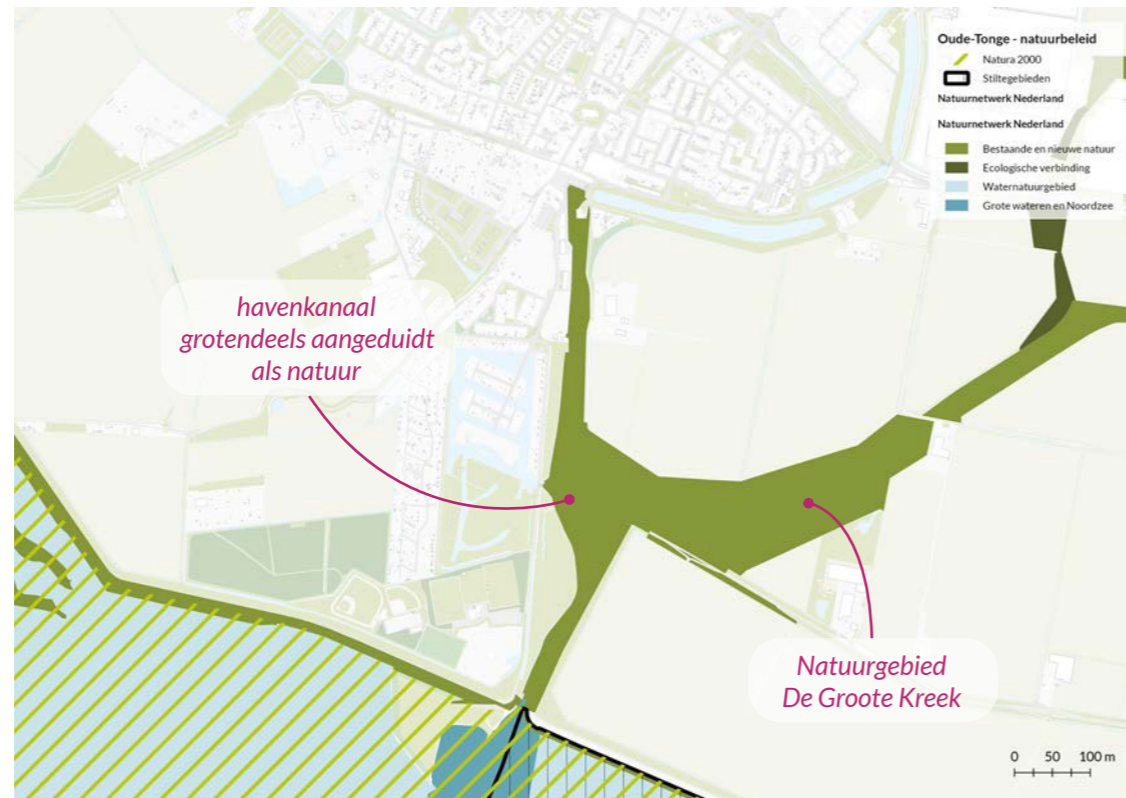 Oude-Tonge - natuurbeleid
Natura 2000
Stiltegebieden
Natuurnetwerk Nederland
Natuurnetwerk Nederland
Bestaande en nieuwe natuur
Ecologische verbinding
Waternatuurgebied
Grote wateren en Noordzee
havenkanaal
grotendeels aangeduidt
als natuur
Natuurgebied
De Groote Kreek
0 50 100 m